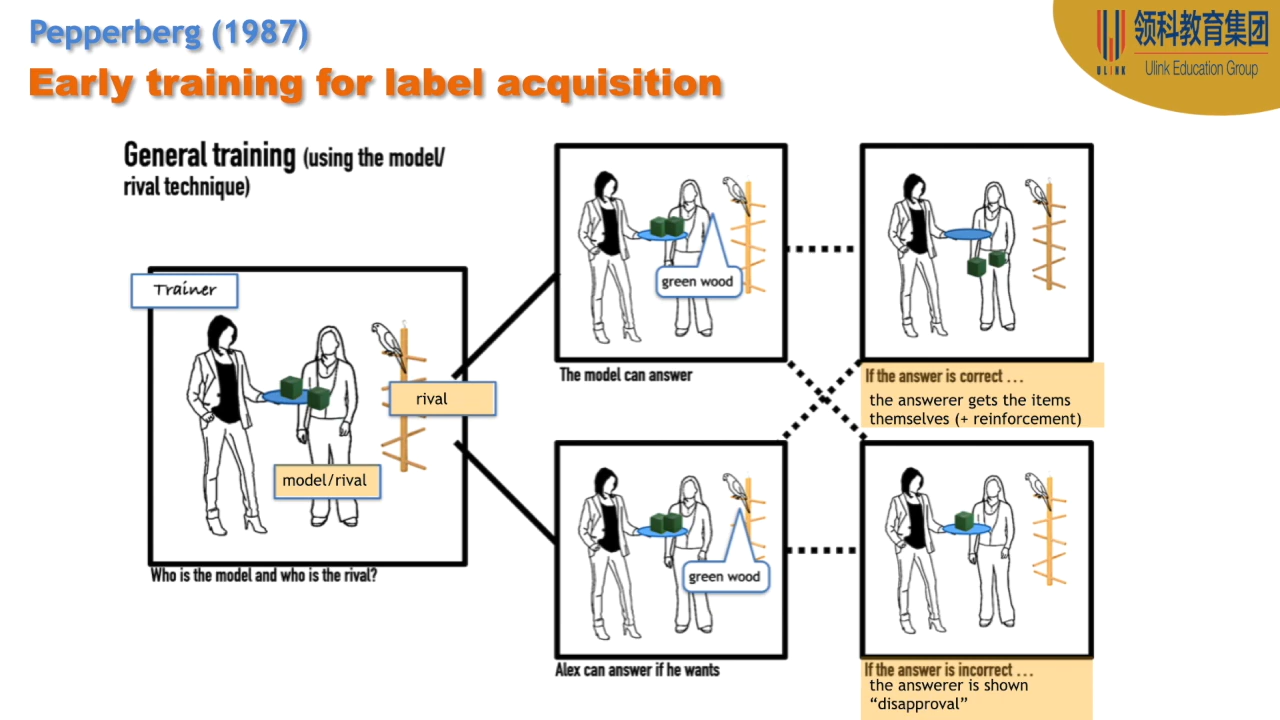 Pepperberg (1987)
Early training for label acquisition
领科教育集团
ULINK
Ulink Education Group
General training (using the model/
rival technique)
Trainer
rival
model/rival
Who is the model and who is the rival?
green wood
The model can answer
green wood
Alex can answer if he wants
If the answer is correct ...
the answerer gets the items
themselves (+ reinforcement)
If the answer is incorrect ...
the answerer is shown
“disapproval”